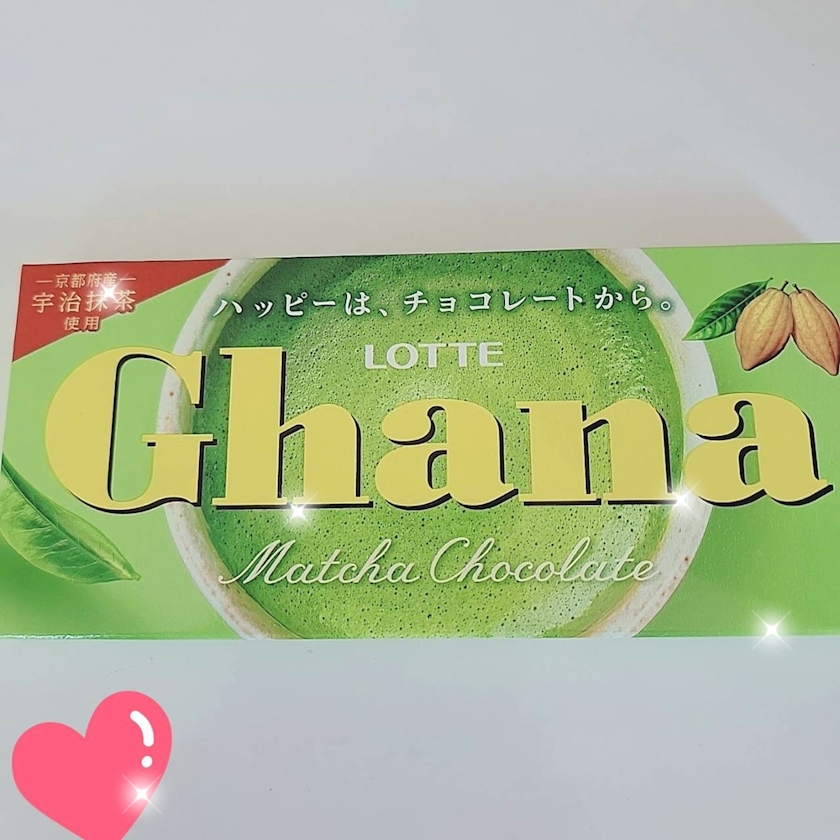 京都府産
宇治抹茶
使用
ハッピーは、チョコレートから。
LOTTE
Ghana
Matcha Chocolate